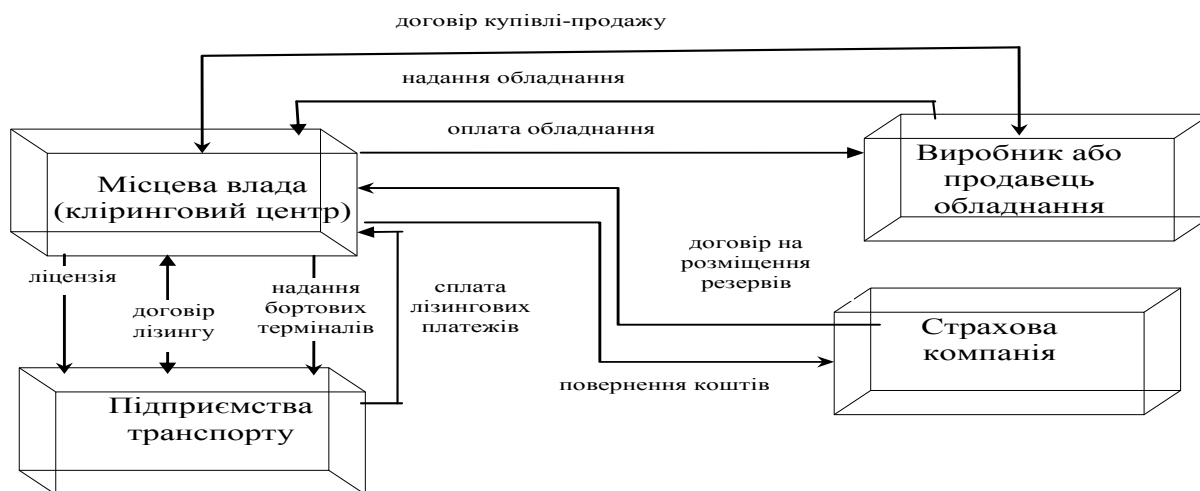 договір купівлі-продажу
надання обладнання
оплата обладнання
Місцева влада
(кліринговий центр)
Виробник або
продавець
обладнання
ліцензія
договір
лізингу
надання
бортових
терміналів
сплата
лізингових
платежів
договір на
розміщення
резервів
Страхова
компанія
повернення коштів
Підприємства
транспорту